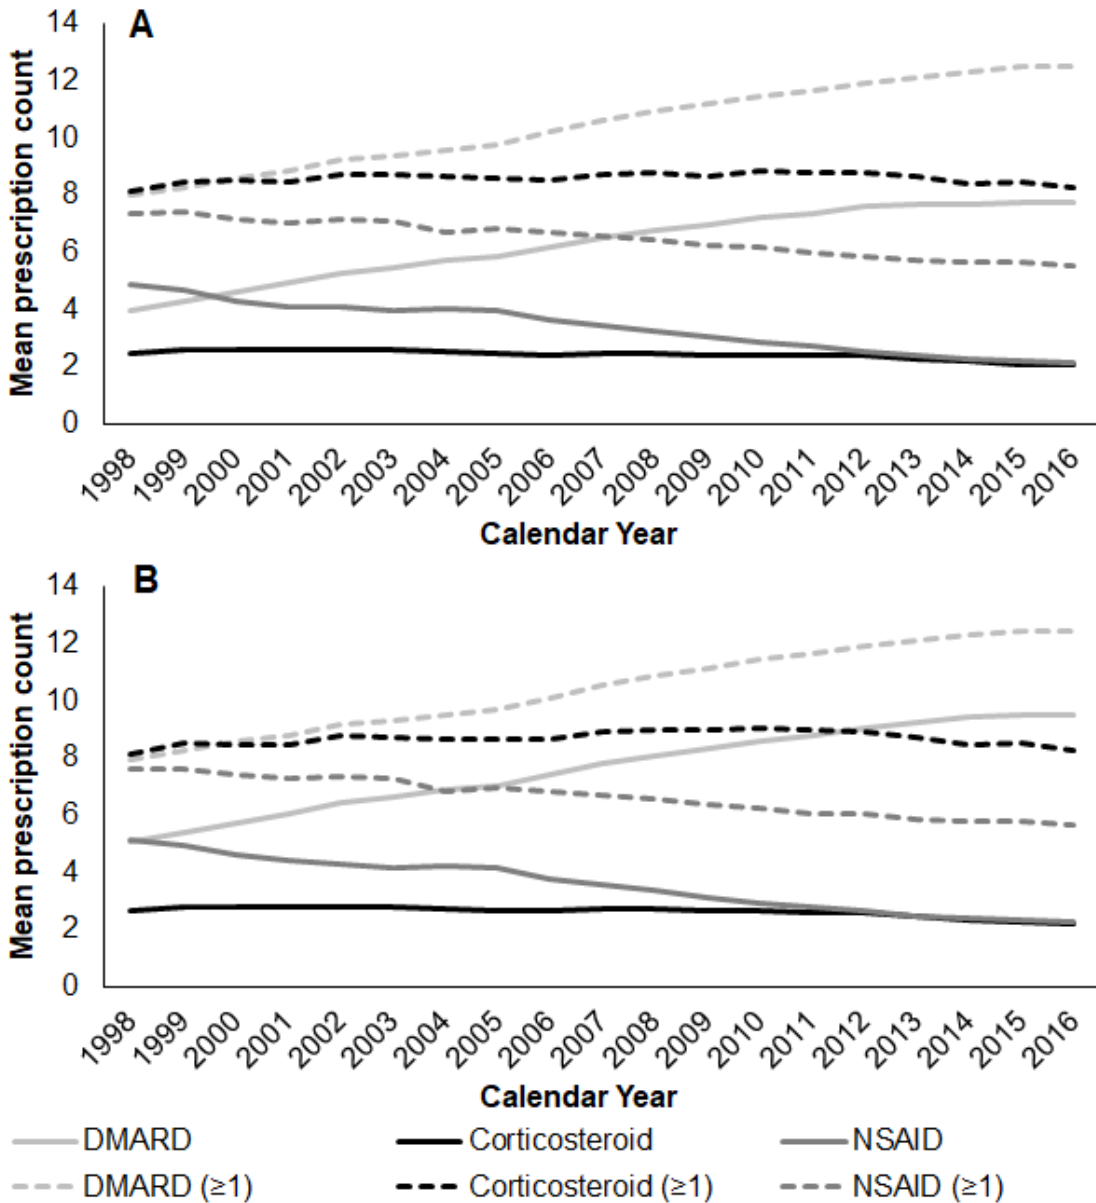 A
Mean prescription count
14
12
10
8
6
4
2
0
1998 1999 2000 2001 2002 2003 2004 2005 2006 2007 2008 2009 2010 2011 2012 2013 2014 2015 2016
Calendar Year
B
Mean prescription count
14
12
10
8
6
4
2
0
1998 1999 2000 2001 2002 2003 2004 2005 2006 2007 2008 2009 2010 2011 2012 2013 2014 2015 2016
Calendar Year
DMARD Corticosteroid NSAID
DMARD (≥1) Corticosteroid (≥1) NSAID (≥1)